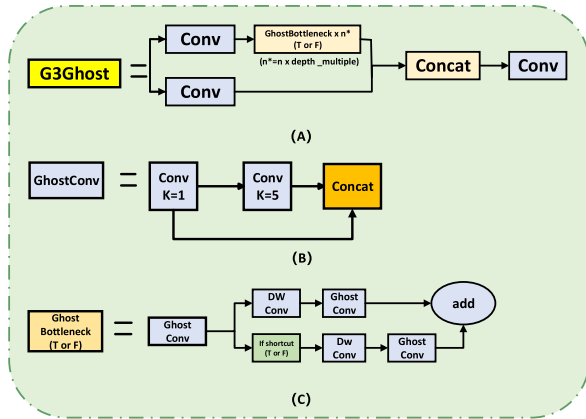 G3Ghost
Conv
GhostBottleneck x n*
(T or F)
(n*=n x depth _multiple)
Conv
Concat
Conv
(A)
GhostConv
Conv
K=1
Conv
K=5
Concat
(B)
Ghost
Bottleneck
(T or F)
Ghost
Conv
DW
Conv
Ghost
Conv
add
If shortcut
(T or F)
Dw
Conv
Ghost
Conv
(C)